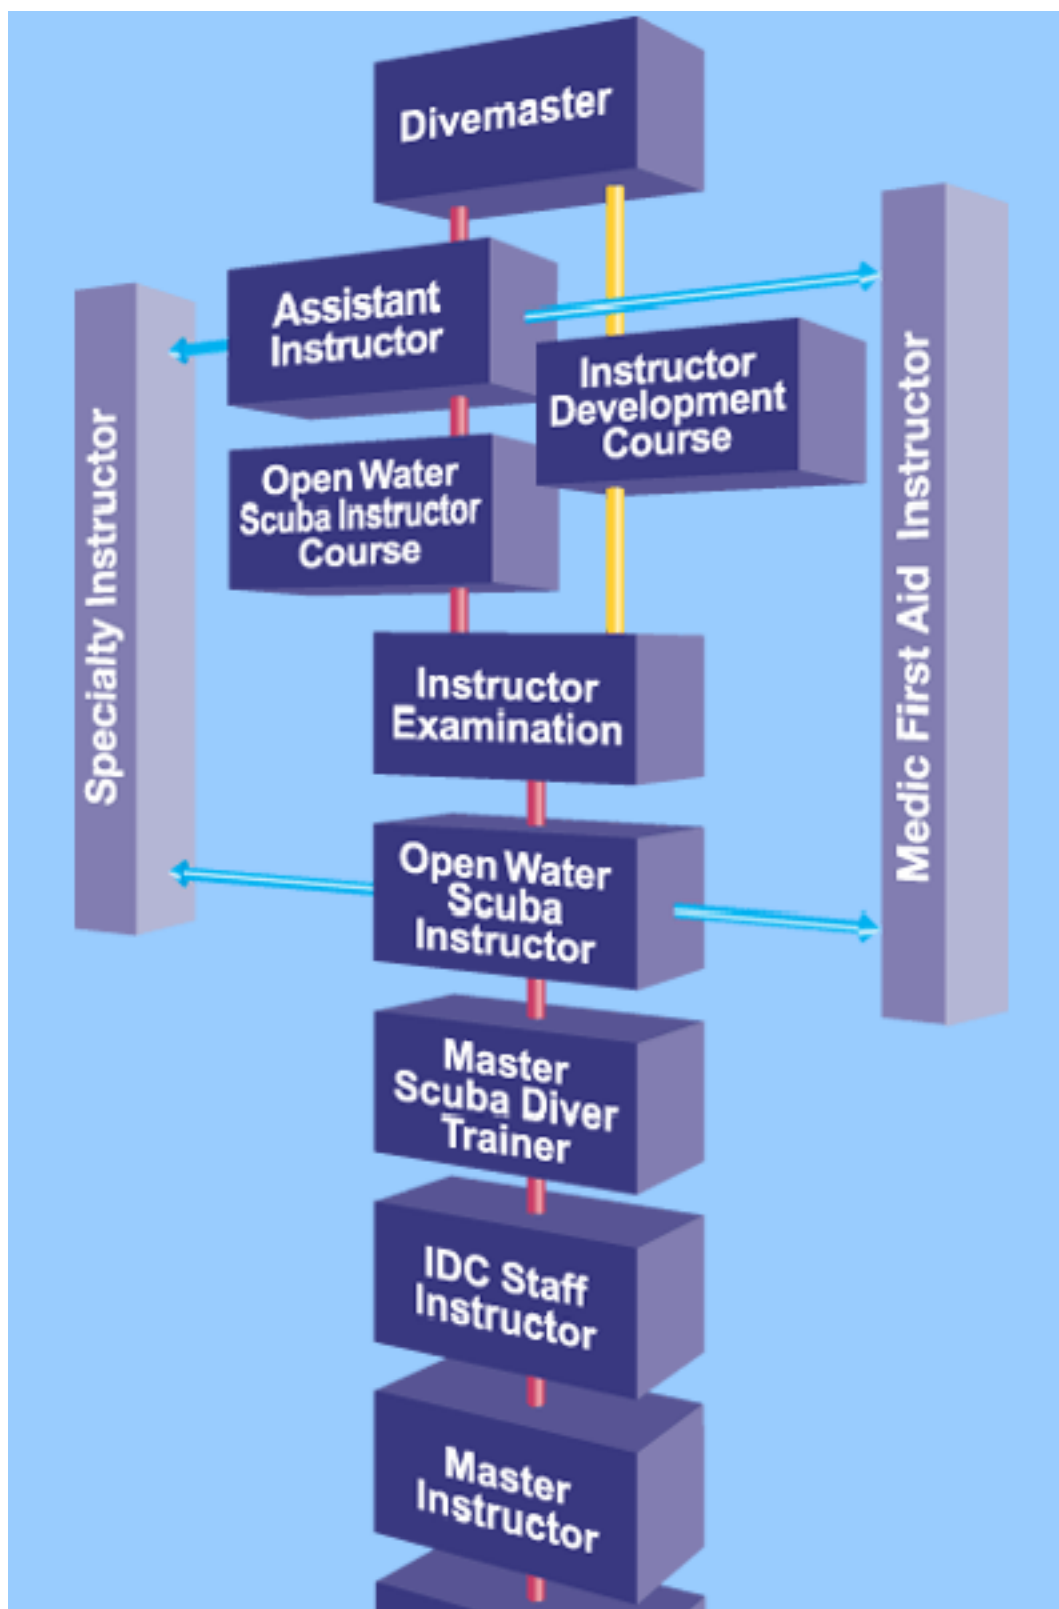 Divemaster
Assistant
Instructor
Instructor
Development
Course
Open Water
Scuba Instructor
Course
Specialty Instructor
Medic First Aid Instructor
Instructor
Examination
Open Water
Scuba
Instructor
Master
Scuba Diver
Trainer
IDC Staff
Instructor
Master
Instructor